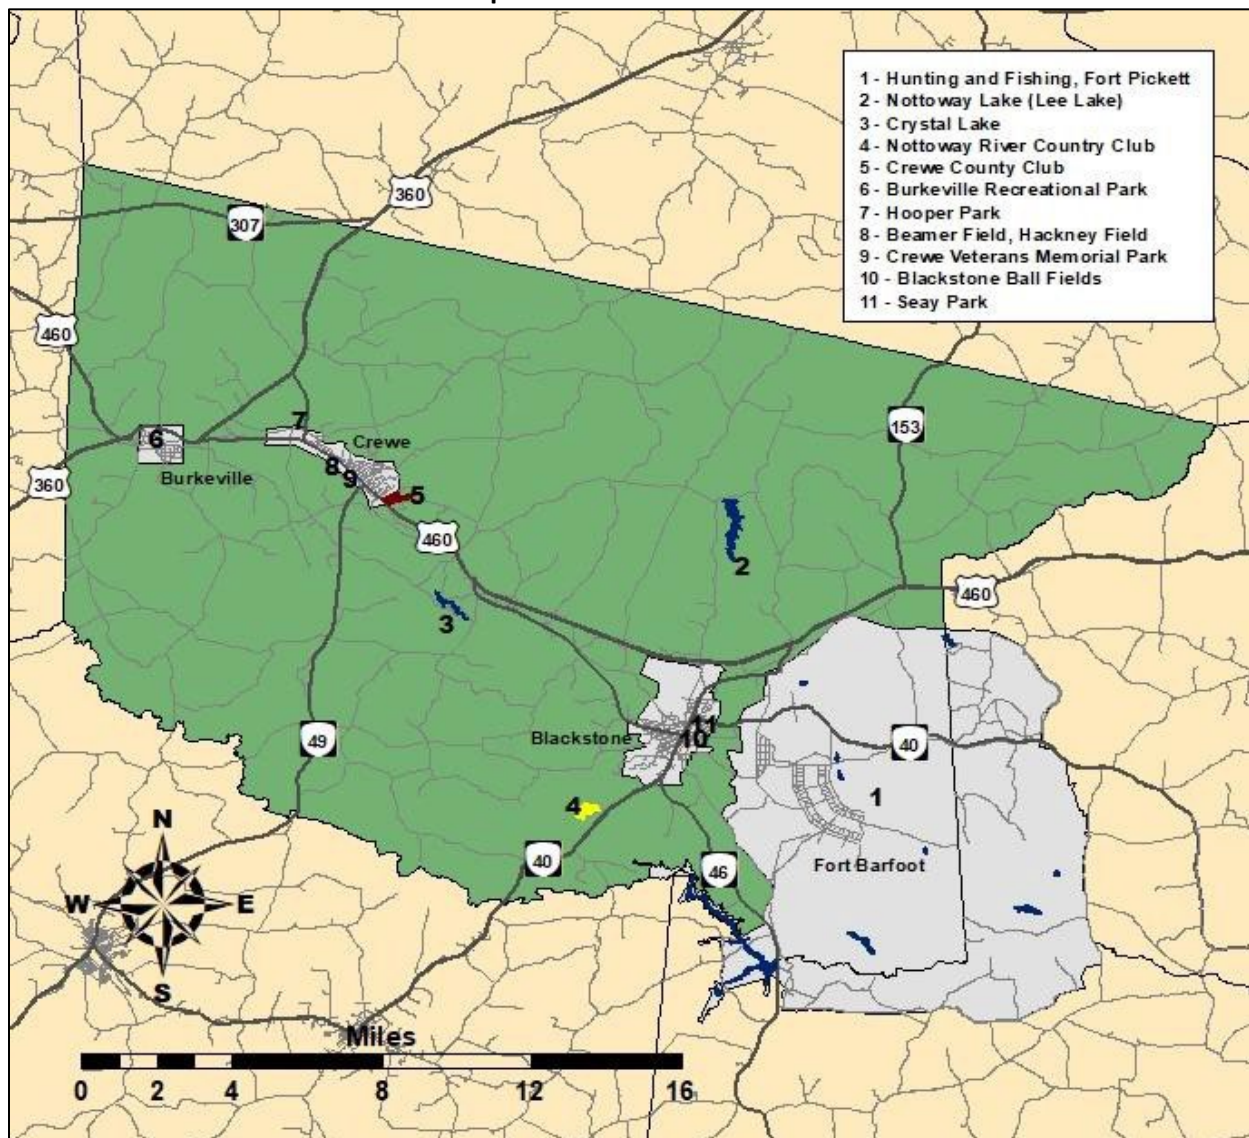 1 - Hunting and Fishing, Fort Pickett
2 - Nottoway Lake (Lee Lake)
3 - Crystal Lake
4 - Nottoway River Country Club
5 - Crewe County Club
6 - Burkeville Recreational Park
7 - Hooper Park
8 - Beamer Field, Hackney Field
9 - Crewe Veterans Memorial Park
10 - Blackstone Ball Fields
11 - Seay Park
360
307
460
153
7
6
Crewe
8
Burkeville
9
360
5
460
2
460
3
11
Blackstone
10
49
40
1
4
40
46
Fort Barfoot
N
W
E
S
Miles
0
2
4
8
12
16